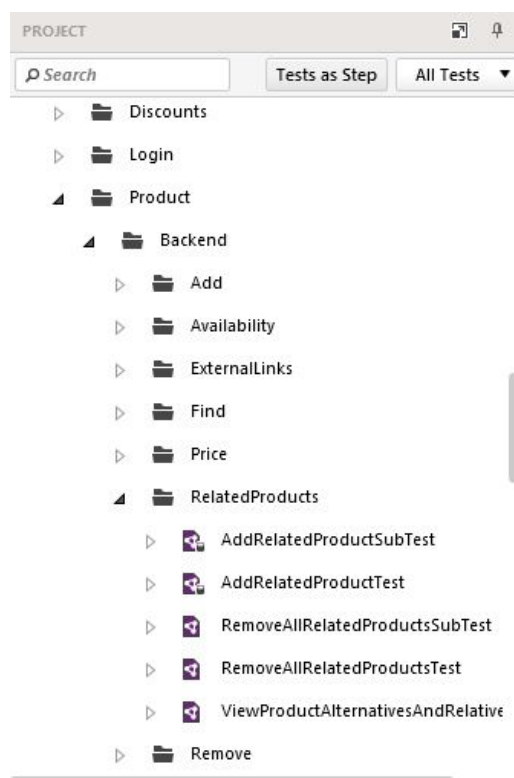 PROJECT
Search Tests as Step All Tests
Discounts
Login
Product
Backend
Add
Availability
ExternalLinks
Find
Price
RelatedProducts
AddRelatedProductSubTest
AddRelatedProductTest
RemoveAllRelatedProductsSubTest
RemoveAllRelatedProductsTest
ViewProductAlternativesAndRelative
Remove